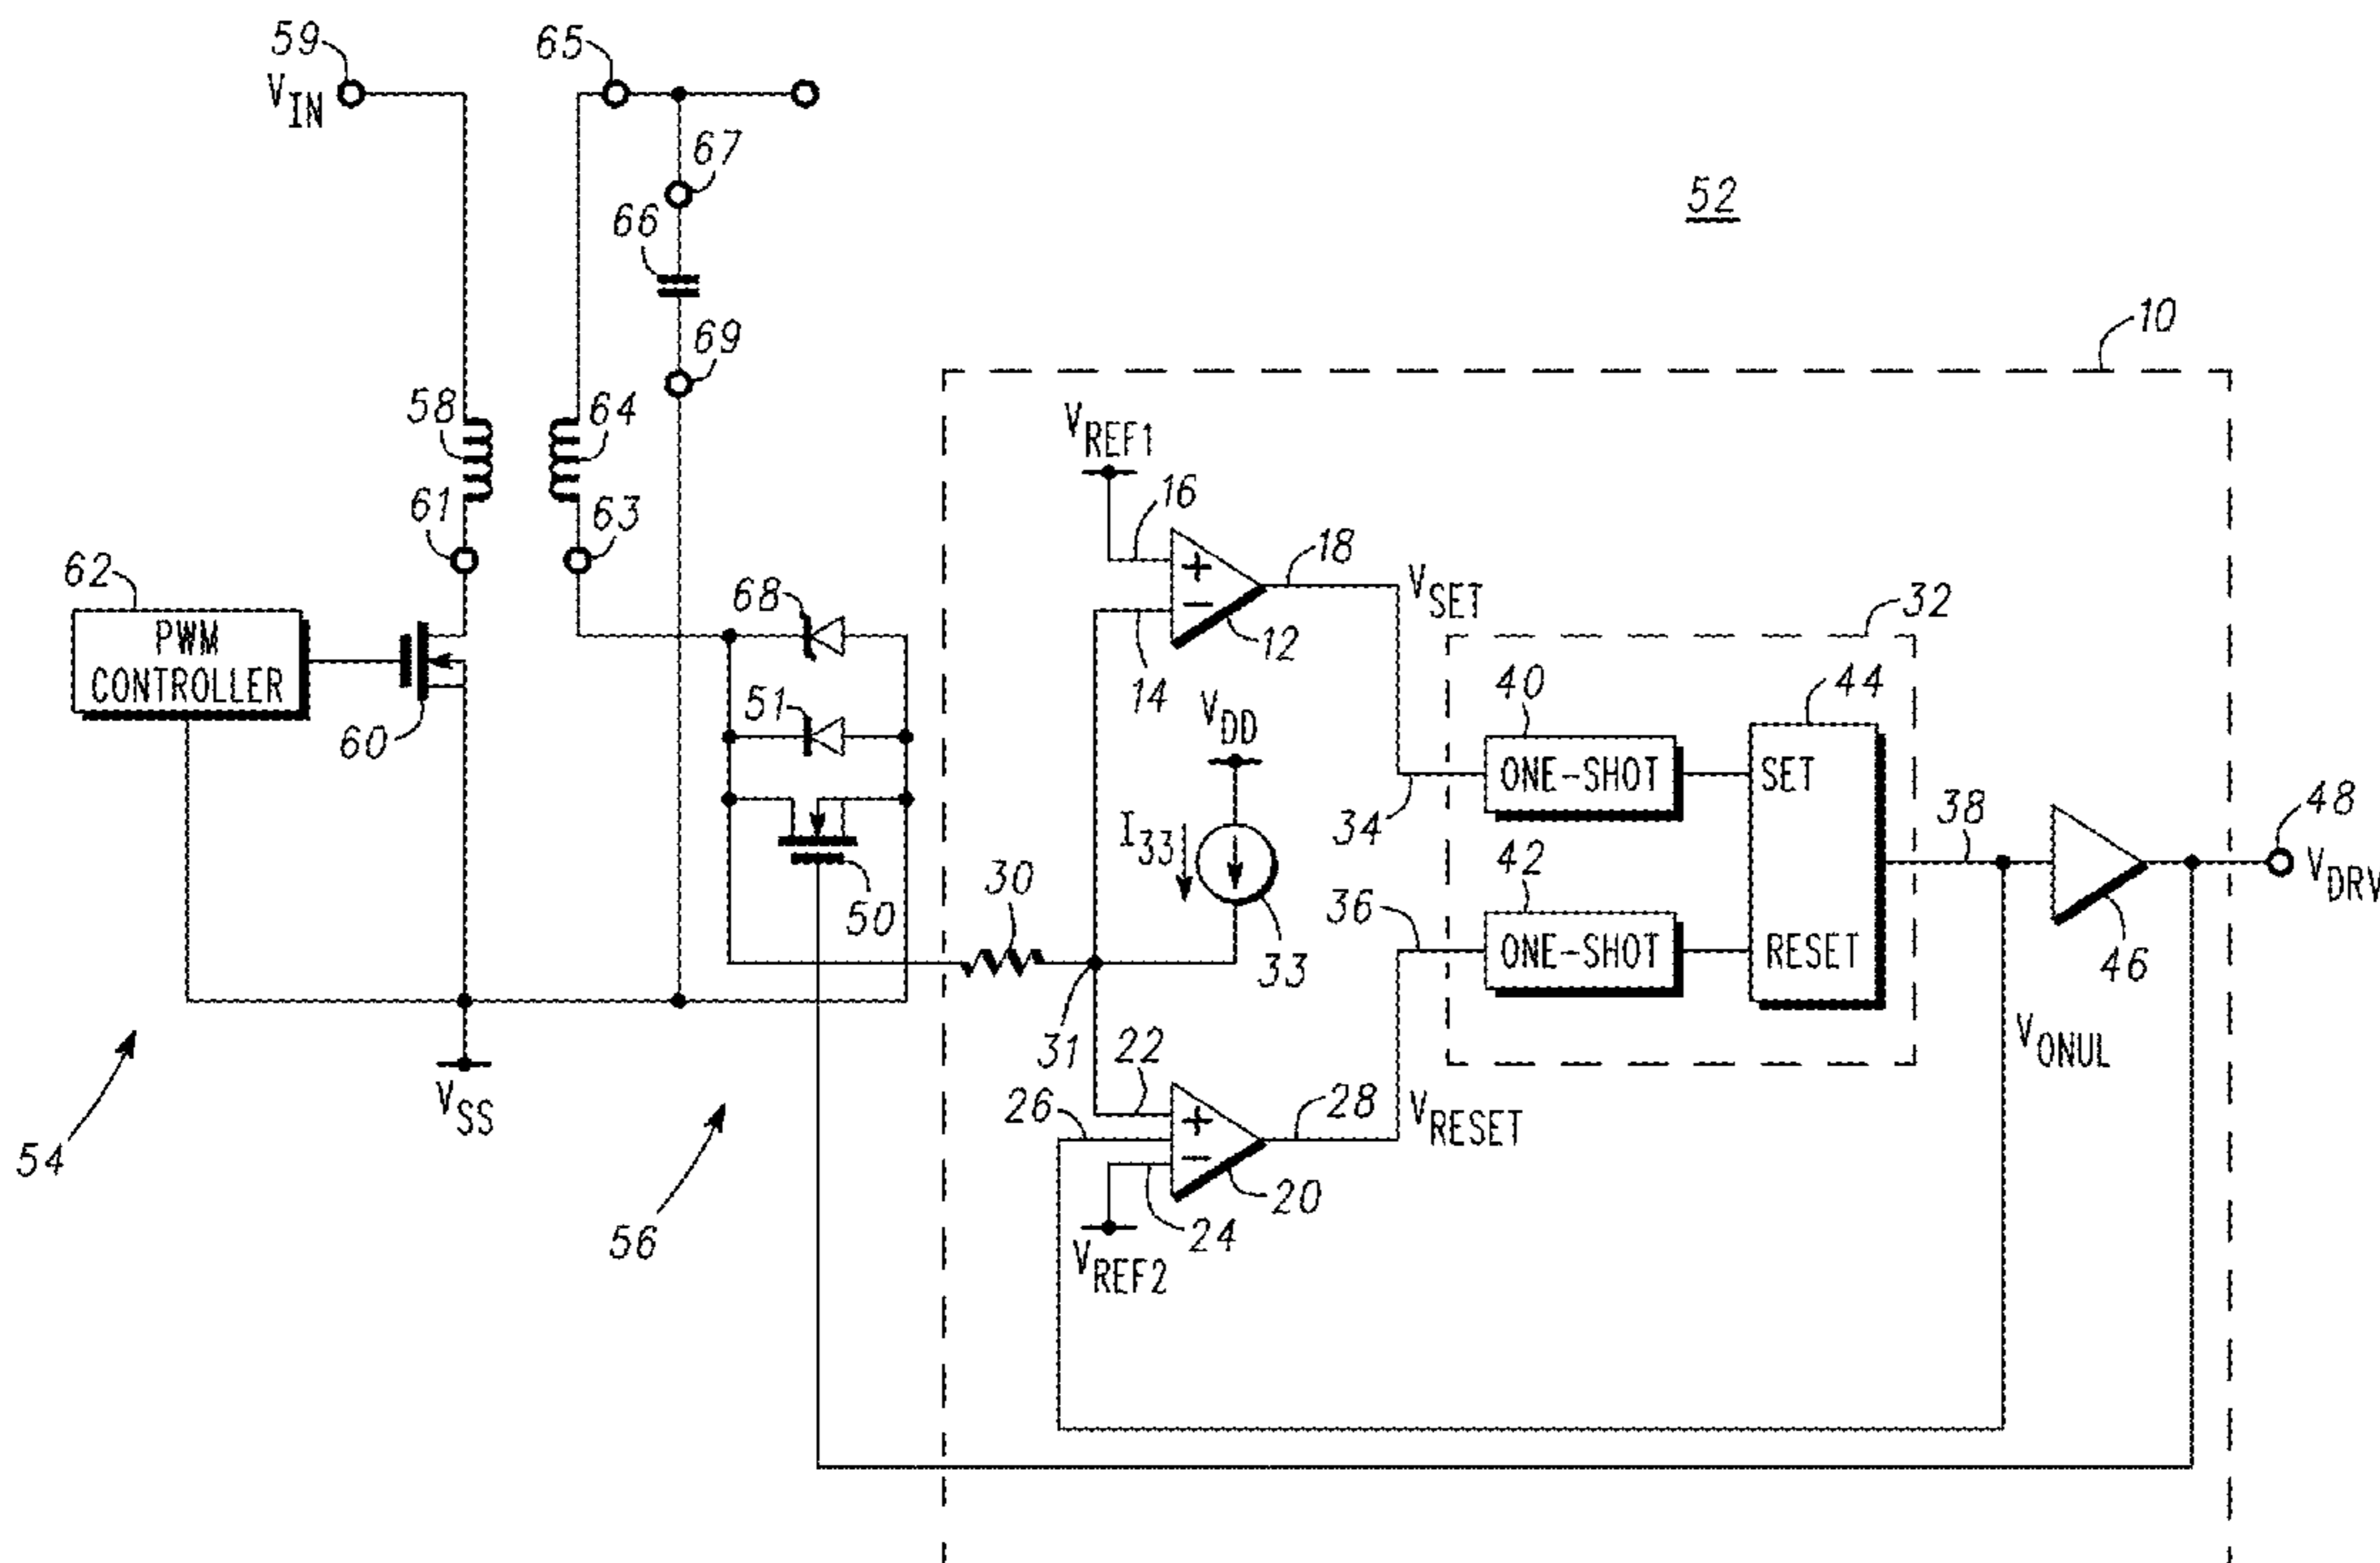 59
V_IN
65
67
66
69
52
10
58
64
61
63
62
PWM
CONTROLLER
60
68
51
50
V_REF1
16
+
−
14
12
18
V_SET
32
V_DD
I_33
33
34
40
ONE-SHOT
42
ONE-SHOT
36
44
SET
RESET
38
46
48
V_DRV
30
31
22
26
+
−
24
20
28
V_RESET
V_REF2
V_ONUL
V_SS
54
56